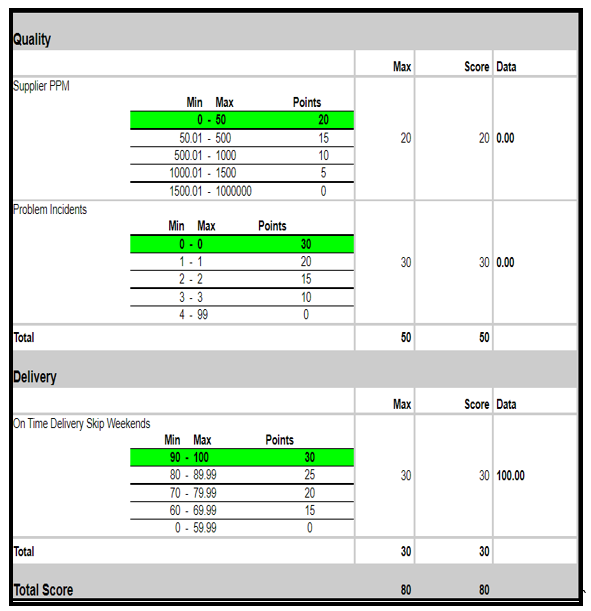 Quality
Max Score Data
Supplier PPM
Min Max Points
0 - 50 20
50.01 - 500 15
500.01 - 1000 10
1000.01 - 1500 5
1500.01 - 1000000 0
20 20 0.00
Problem Incidents
Min Max Points
0 - 0 30
1 - 1 20
2 - 2 15
3 - 3 10
4 - 99 0
30 30 0.00
Total 50 50
Delivery
Max Score Data
On Time Delivery Skip Weekends
Min Max Points
90 - 100 30
80 - 89.99 25
70 - 79.99 20
60 - 69.99 15
0 - 59.99 0
30 30 100.00
Total 30 30
Total Score 80 80